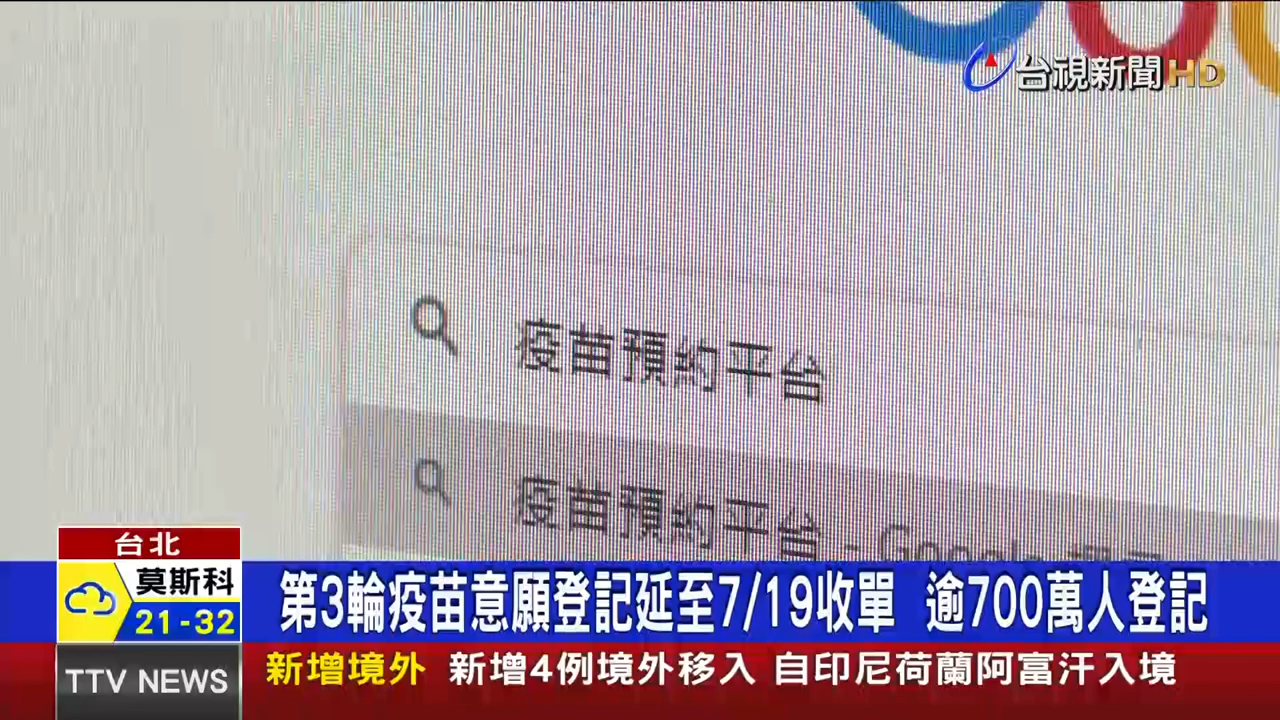 台視新聞HD
疫苗預約平台
疫苗預約平台 - Google
台北
莫斯科
21-32
第3輪疫苗意願登記延至7/19收單 逾700萬人登記
TTV NEWS
新增境外 新增4例境外移入 自印尼荷蘭阿富汗入境